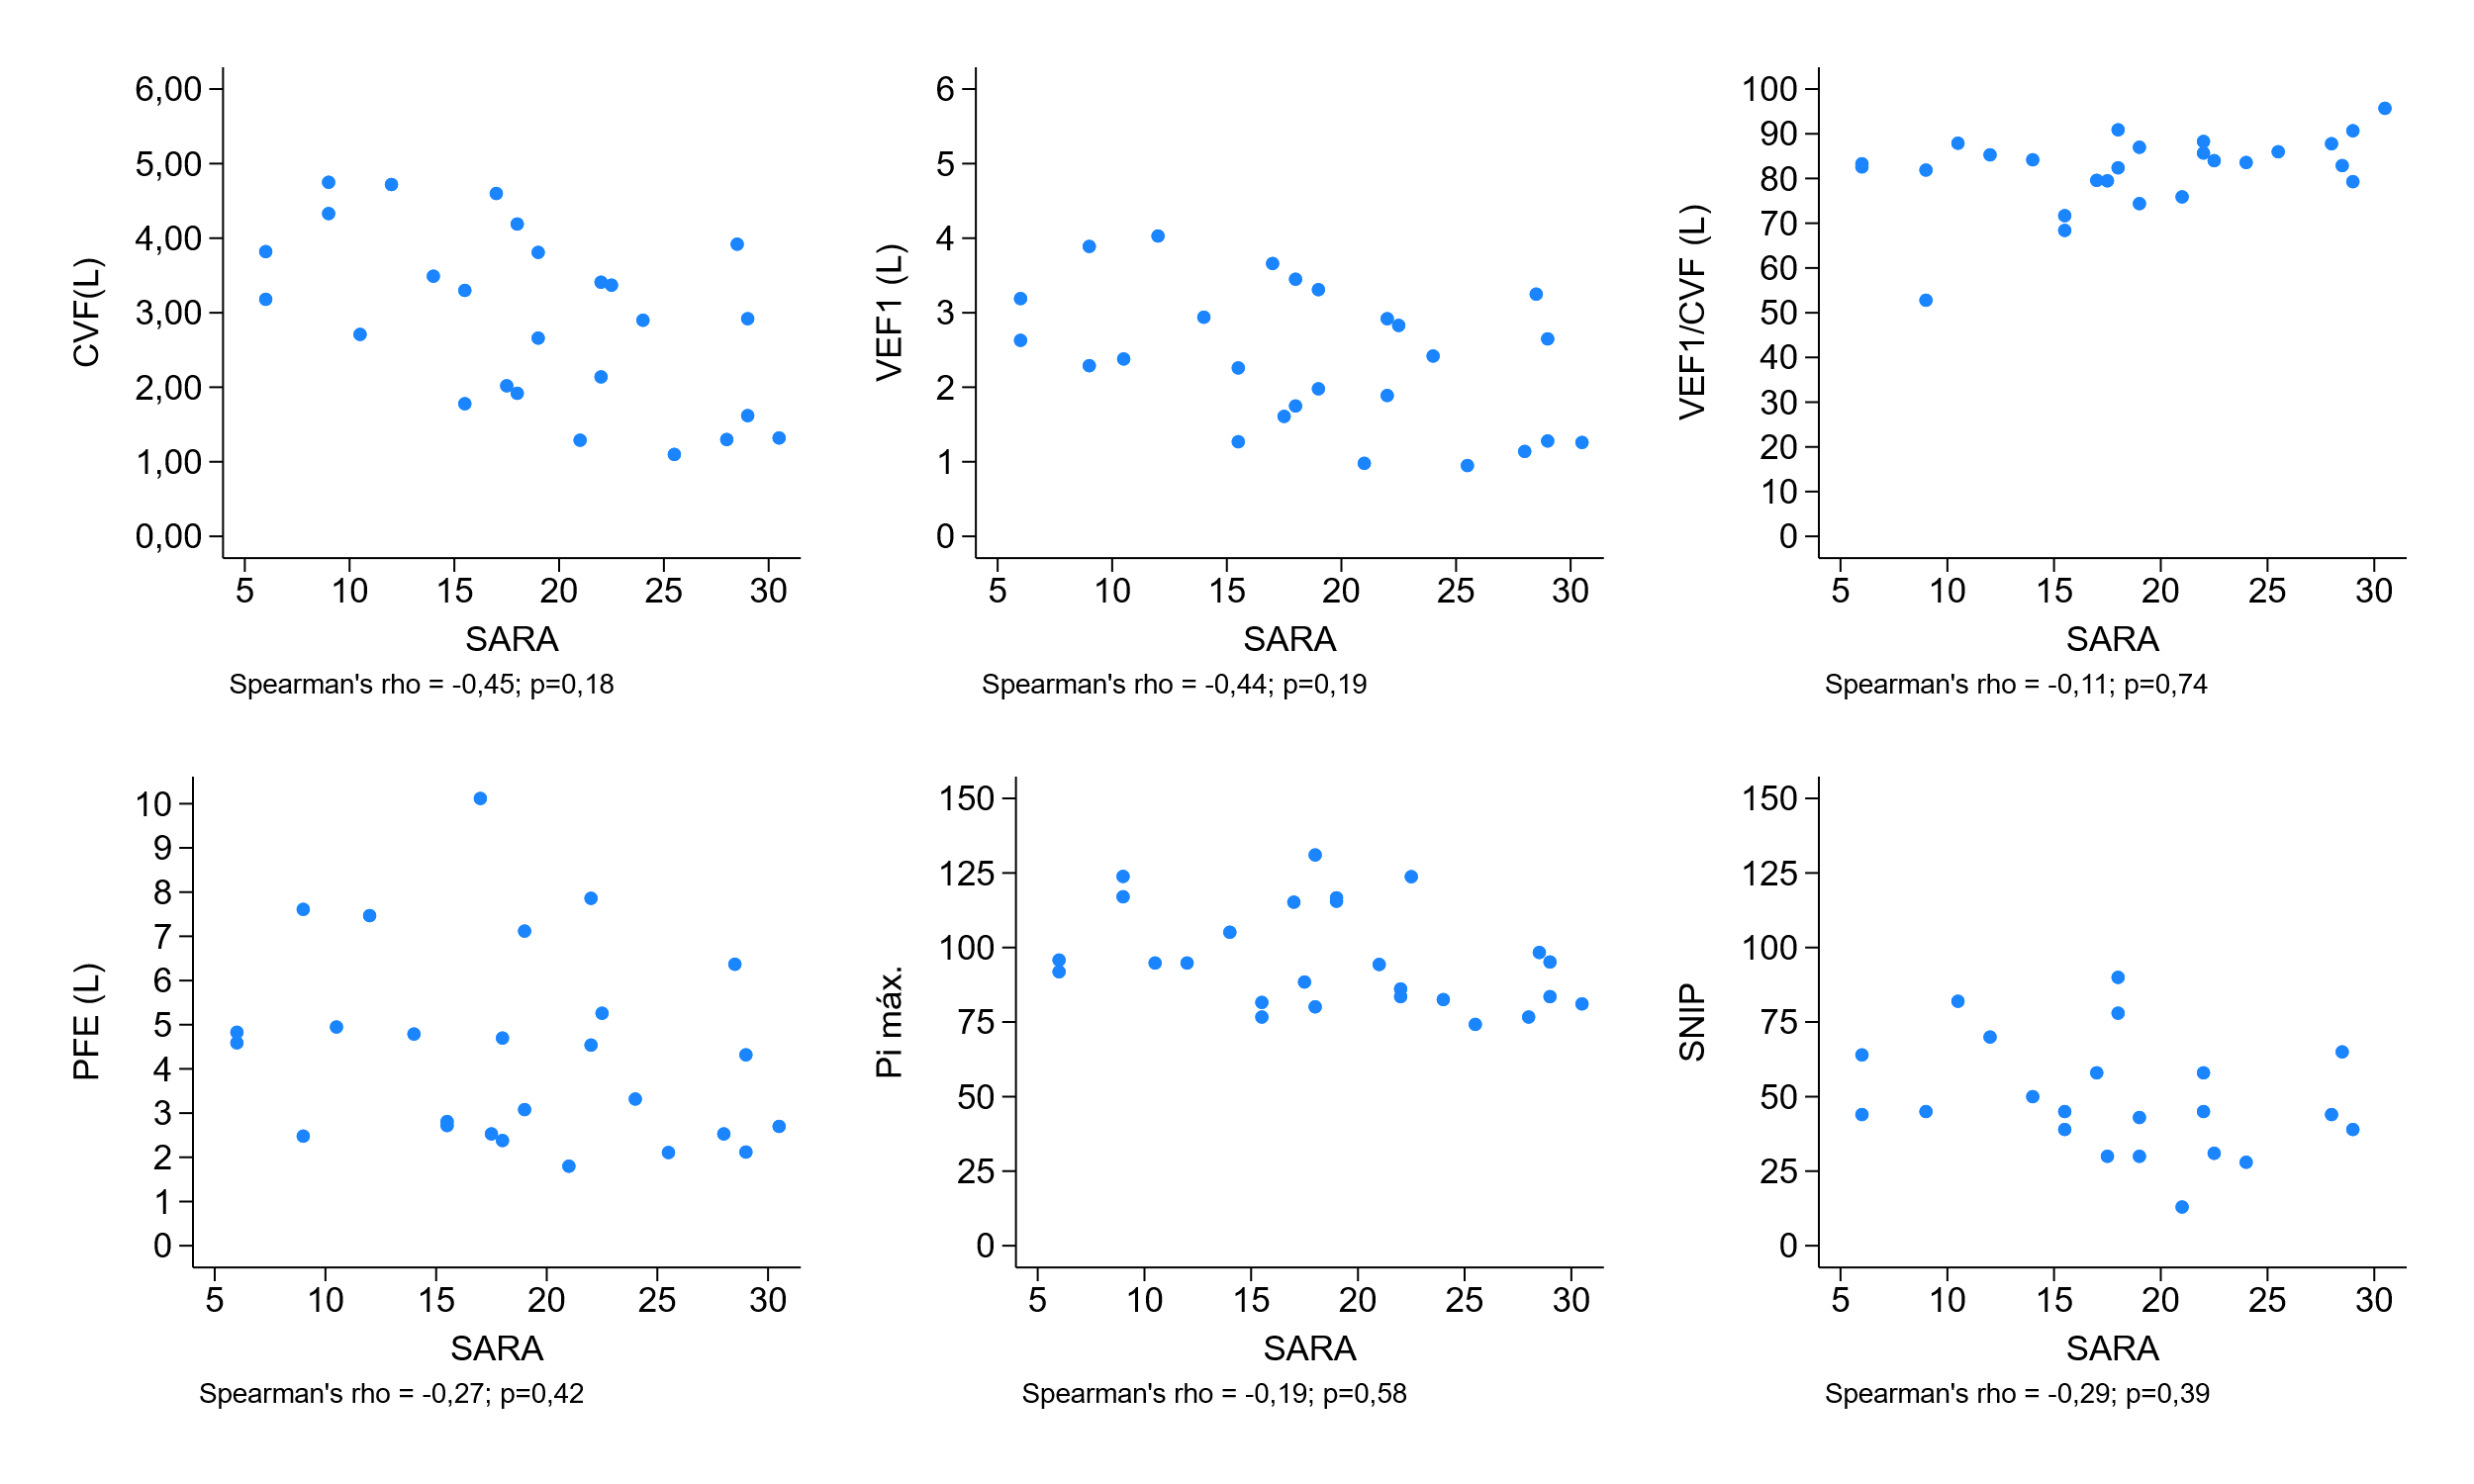 6,00
5,00
4,00
3,00
2,00
1,00
0,00
CVF(L)
5 10 15 20 25 30
SARA
Spearman's rho = -0,45; p=0,18
6
5
4
3
2
1
0
VEF1 (L)
5 10 15 20 25 30
SARA
Spearman's rho = -0,44; p=0,19
100
90
80
70
60
50
40
30
20
10
0
VEF1/CVF (L)
5 10 15 20 25 30
SARA
Spearman's rho = -0,11; p=0,74
10
9
8
7
6
5
4
3
2
1
0
PFE (L)
5 10 15 20 25 30
SARA
Spearman's rho = -0,27; p=0,42
150
125
100
75
50
25
0
Pi máx.
5 10 15 20 25 30
SARA
Spearman's rho = -0,19; p=0,58
150
125
100
75
50
25
0
SNIP
5 10 15 20 25 30
SARA
Spearman's rho = -0,29; p=0,39